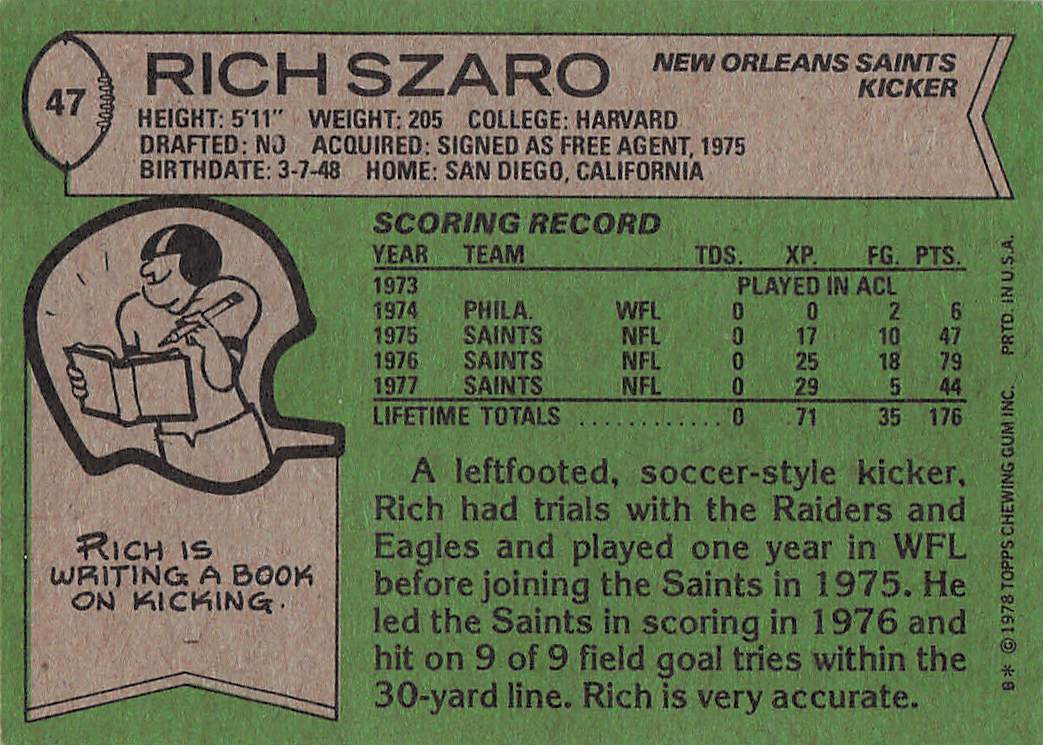 47
RICH SZARO
NEW ORLEANS SAINTS
KICKER
HEIGHT: 5'11" WEIGHT: 205 COLLEGE: HARVARD
DRAFTED: NO ACQUIRED: SIGNED AS FREE AGENT, 1975
BIRTHDATE: 3-7-48 HOME: SAN DIEGO, CALIFORNIA
SCORING RECORD
YEAR TEAM TDS. XP. FG. PTS.
1973 PLAYED IN ACL
1974 PHILA. WFL 0 0 2 6
1975 SAINTS NFL 0 17 10 47
1976 SAINTS NFL 0 25 18 79
1977 SAINTS NFL 0 29 5 44
LIFETIME TOTALS ............ 0 71 35 176
A leftfooted, soccer-style kicker,
Rich had trials with the Raiders and
Eagles and played one year in WFL
before joining the Saints in 1975. He
led the Saints in scoring in 1976 and
hit on 9 of 9 field goal tries within the
30-yard line. Rich is very accurate.
RICH IS
WRITING A BOOK
ON KICKING.
B* © 1978 TOPPS CHEWING GUM INC. PRTD. IN U.S.A.